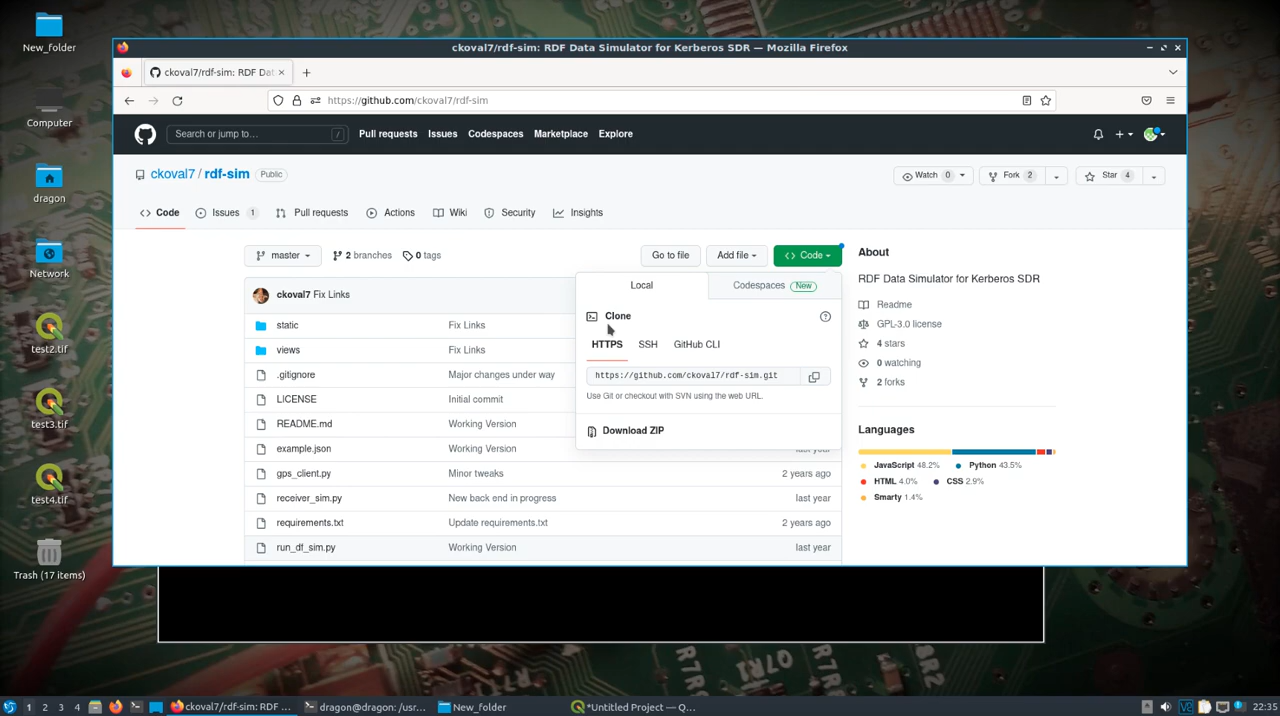 New_folder
Computer
dragon
Network
test2.tif
test3.tif
test4.tif
Trash (17 items)
ckoval7/rdf-sim: RDF Data Simulator for Kerberos SDR — Mozilla Firefox
ckoval7/rdf-sim: RDF Dat
https://github.com/ckoval7/rdf-sim
Search or jump to… /
Pull requests Issues Codespaces Marketplace Explore
ckoval7 / rdf-sim Public
Watch 0 Fork 2 Star 4
Code Issues 1 Pull requests Actions Wiki Security Insights
master 2 branches 0 tags Go to file Add file Code
ckoval7 Fix Links
static Fix Links
views Fix Links
.gitignore Major changes under way
LICENSE Initial commit
README.md Working Version
example.json Working Version last year
gps_client.py Minor tweaks 2 years ago
receiver_sim.py New back end in progress last year
requirements.txt Update requirements.txt 2 years ago
run_df_sim.py Working Version last year
Local Codespaces New
Clone
HTTPS SSH GitHub CLI
https://github.com/ckoval7/rdf-sim.git
Use Git or checkout with SVN using the web URL.
Download ZIP
About
RDF Data Simulator for Kerberos SDR
Readme
GPL-3.0 license
4 stars
0 watching
2 forks
Languages
JavaScript 48.2% Python 43.5%
HTML 4.0% CSS 2.9%
Smarty 1.4%
1 2 3 4 ckoval7/rdf-sim: RDF ... dragon@dragon: /usr... New_folder *Untitled Project — Q... 22:35